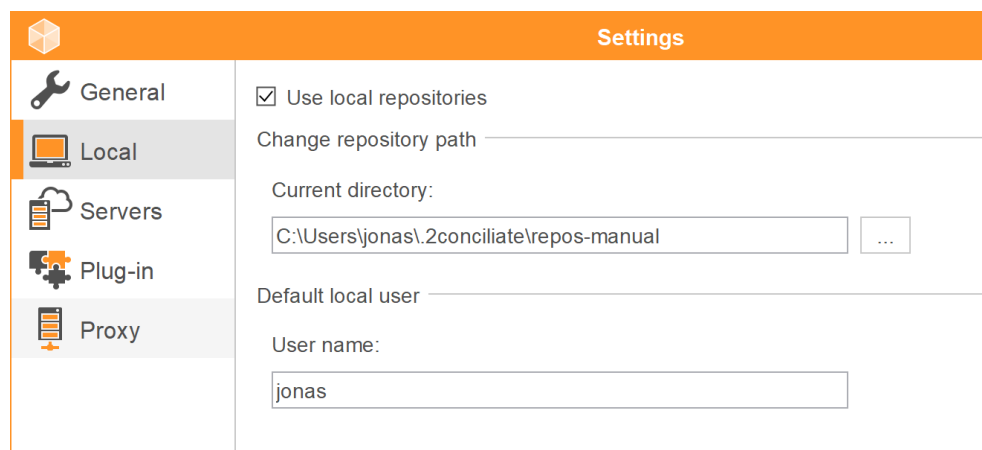 Settings
General
Local
Servers
Plug-in
Proxy
Use local repositories
Change repository path
Current directory:
C:\Users\jonas\.2conciliate\repos-manual
...
Default local user
User name:
jonas